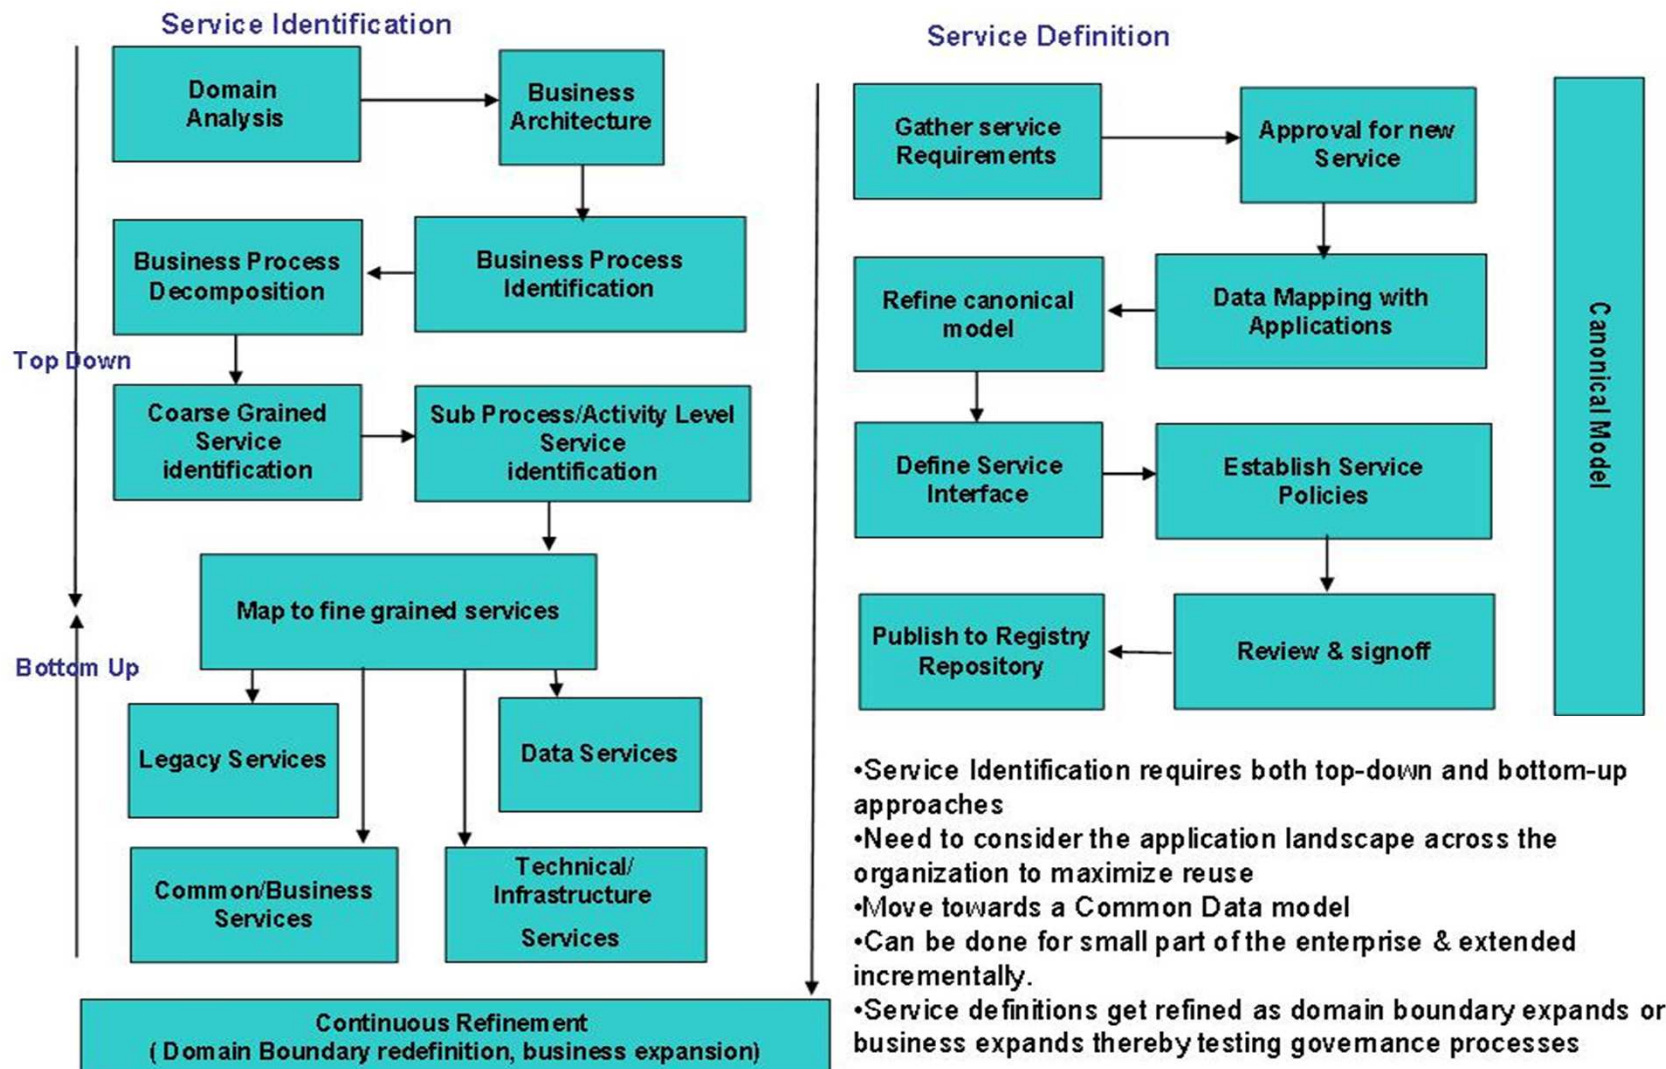 Service Identification
Domain
Analysis
Business
Architecture
Business Process
Decomposition
Business Process
Identification
Top Down
Coarse Grained
Service
identification
Sub Process/Activity Level
Service
identification
Map to fine grained services
Bottom Up
Legacy Services
Data Services
Common/Business
Services
Technical/
Infrastructure
Services
Continuous Refinement
( Domain Boundary redefinition, business expansion)
Service Definition
Gather service
Requirements
Approval for new
Service
Refine canonical
model
Data Mapping with
Applications
Define Service
Interface
Establish Service
Policies
Publish to Registry
Repository
Review & signoff
Canonical Model
•Service Identification requires both top-down and bottom-up
approaches
•Need to consider the application landscape across the
organization to maximize reuse
•Move towards a Common Data model
•Can be done for small part of the enterprise & extended
incrementally.
•Service definitions get refined as domain boundary expands or
business expands thereby testing governance processes